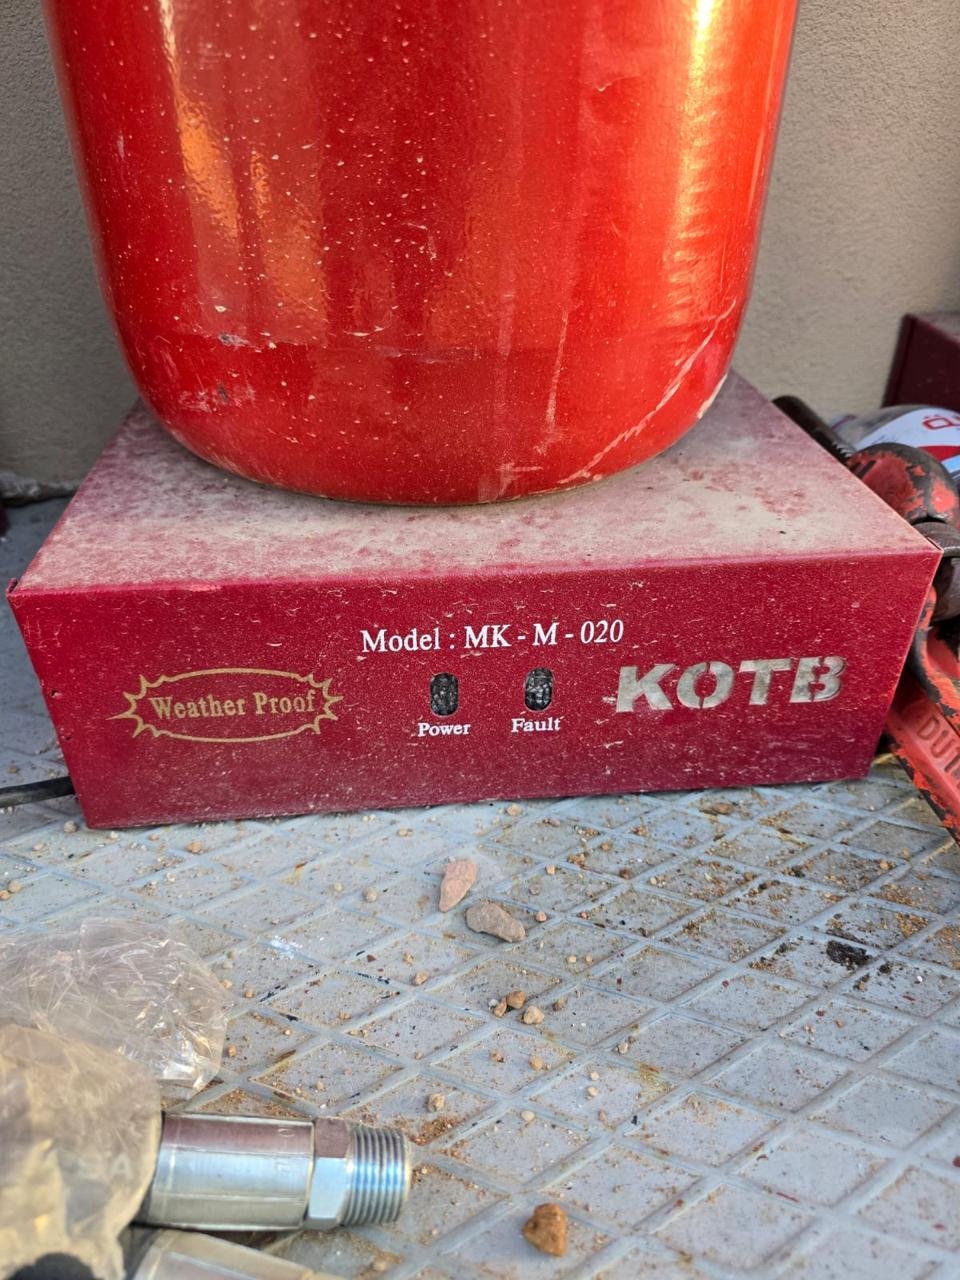 Model : MK - M - 020
Weather Proof
Power
Fault
KOTB